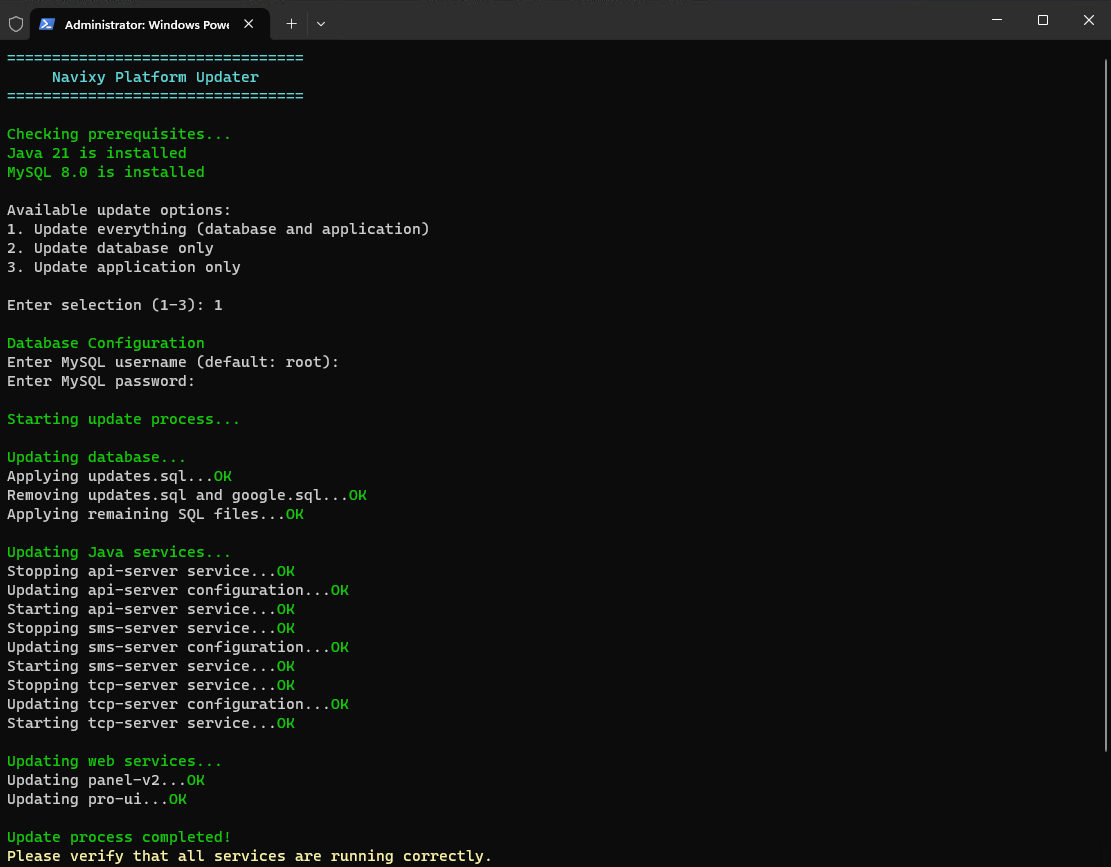 Administrator: Windows Powe
================================
Navixy Platform Updater
================================
Checking prerequisites...
Java 21 is installed
MySQL 8.0 is installed
Available update options:
1. Update everything (database and application)
2. Update database only
3. Update application only
Enter selection (1-3): 1
Database Configuration
Enter MySQL username (default: root):
Enter MySQL password:
Starting update process...
Updating database...
Applying updates.sql...OK
Removing updates.sql and google.sql...OK
Applying remaining SQL files...OK
Updating Java services...
Stopping api-server service...OK
Updating api-server configuration...OK
Starting api-server service...OK
Stopping sms-server service...OK
Updating sms-server configuration...OK
Starting sms-server service...OK
Stopping tcp-server service...OK
Updating tcp-server configuration...OK
Starting tcp-server service...OK
Updating web services...
Updating panel-v2...OK
Updating pro-ui...OK
Update process completed!
Please verify that all services are running correctly.